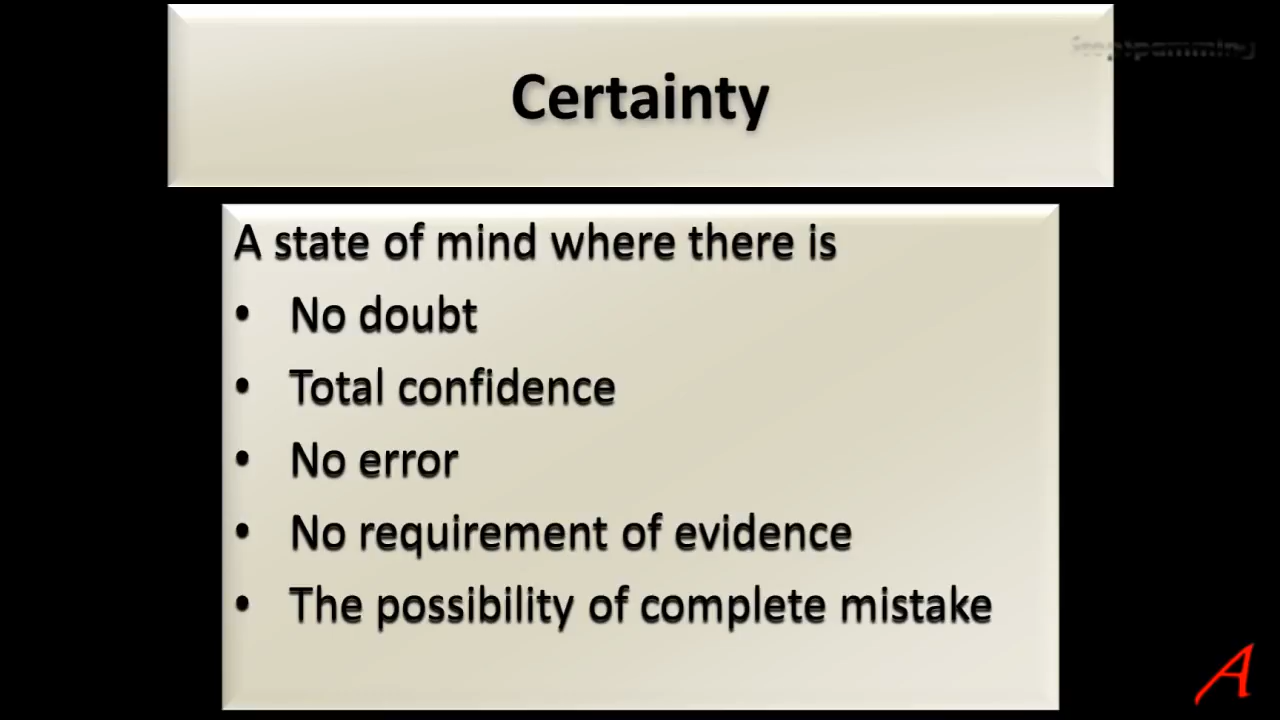 Certainty
A state of mind where there is
• No doubt
• Total confidence
• No error
• No requirement of evidence
• The possibility of complete mistake
A